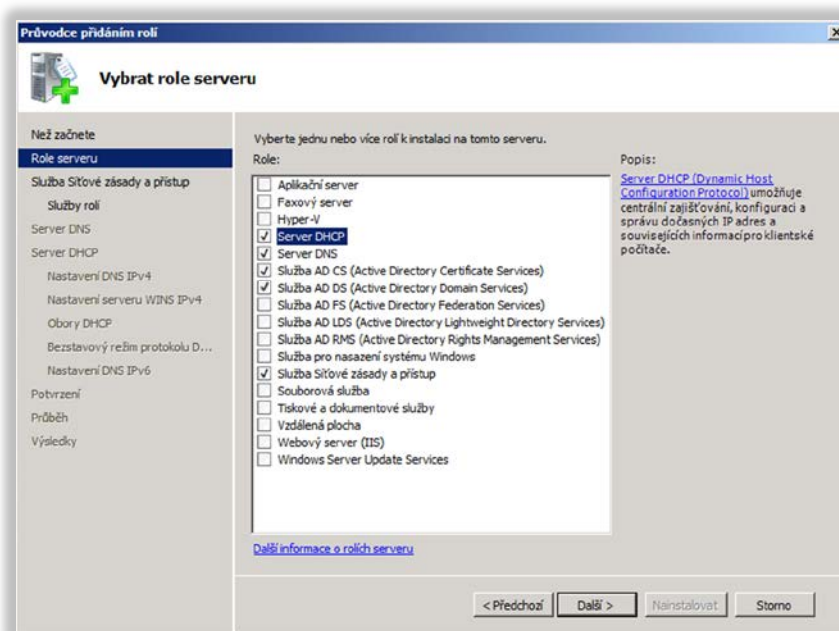 Průvodce přidáním rolí
Vybrat role serveru
Než začnete
Role serveru
Služba Síťové zásady a přístup
Služby rolí
Server DNS
Server DHCP
Nastavení DNS IPv4
Nastavení serveru WINS IPv4
Obory DHCP
Bezstavový režim protokolu D...
Nastavení DNS IPv6
Potvrzení
Průběh
Výsledky
Vyberte jednu nebo více rolí k instalaci na tomto serveru.
Role:
Aplikační server
Faxový server
Hyper-V
Server DHCP
Server DNS
Služba AD CS (Active Directory Certificate Services)
Služba AD DS (Active Directory Domain Services)
Služba AD FS (Active Directory Federation Services)
Služba AD LDS (Active Directory Lightweight Directory Services)
Služba AD RMS (Active Directory Rights Management Services)
Služba pro nasazení systému Windows
Služba Síťové zásady a přístup
Souborová služba
Tiskové a dokumentové služby
Vzdálená plocha
Webový server (IIS)
Windows Server Update Services
Další informace o rolích serveru
Popis:
Server DHCP (Dynamic Host
Configuration Protocol) umožňuje
centrální zajišťování, konfiguraci a
správu dočasných IP adres a
souvisejících informací pro klientské
počítače.
< Předchozí
Další >
Nainstalovat
Storno